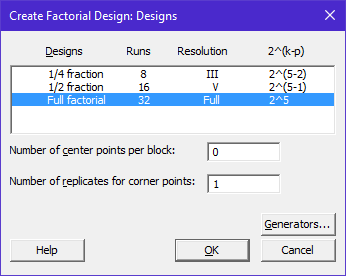 Create Factorial Design: Designs
Designs Runs Resolution 2^(k-p)
1/4 fraction 8 III 2^(5-2)
1/2 fraction 16 V 2^(5-1)
Full factorial 32 Full 2^5
Number of center points per block: 0
Number of replicates for corner points: 1
Generators...
Help OK Cancel